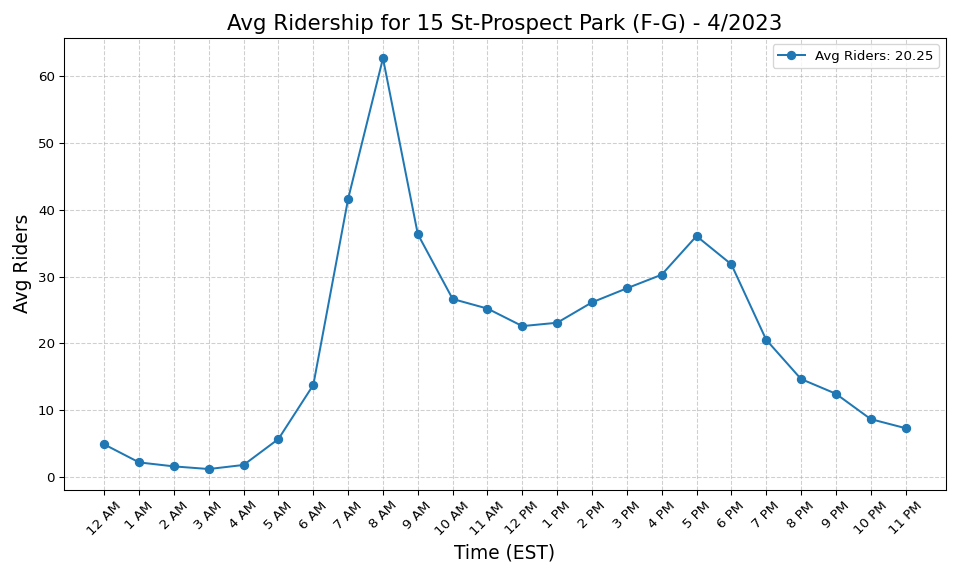 Avg Ridership for 15 St-Prospect Park (F-G) - 4/2023
Avg Riders: 20.25
Avg Riders
60
50
40
30
20
10
0
12 AM
1 AM
2 AM
3 AM
4 AM
5 AM
6 AM
7 AM
8 AM
9 AM
10 AM
11 AM
12 PM
1 PM
2 PM
3 PM
4 PM
5 PM
6 PM
7 PM
8 PM
9 PM
10 PM
11 PM
Time (EST)